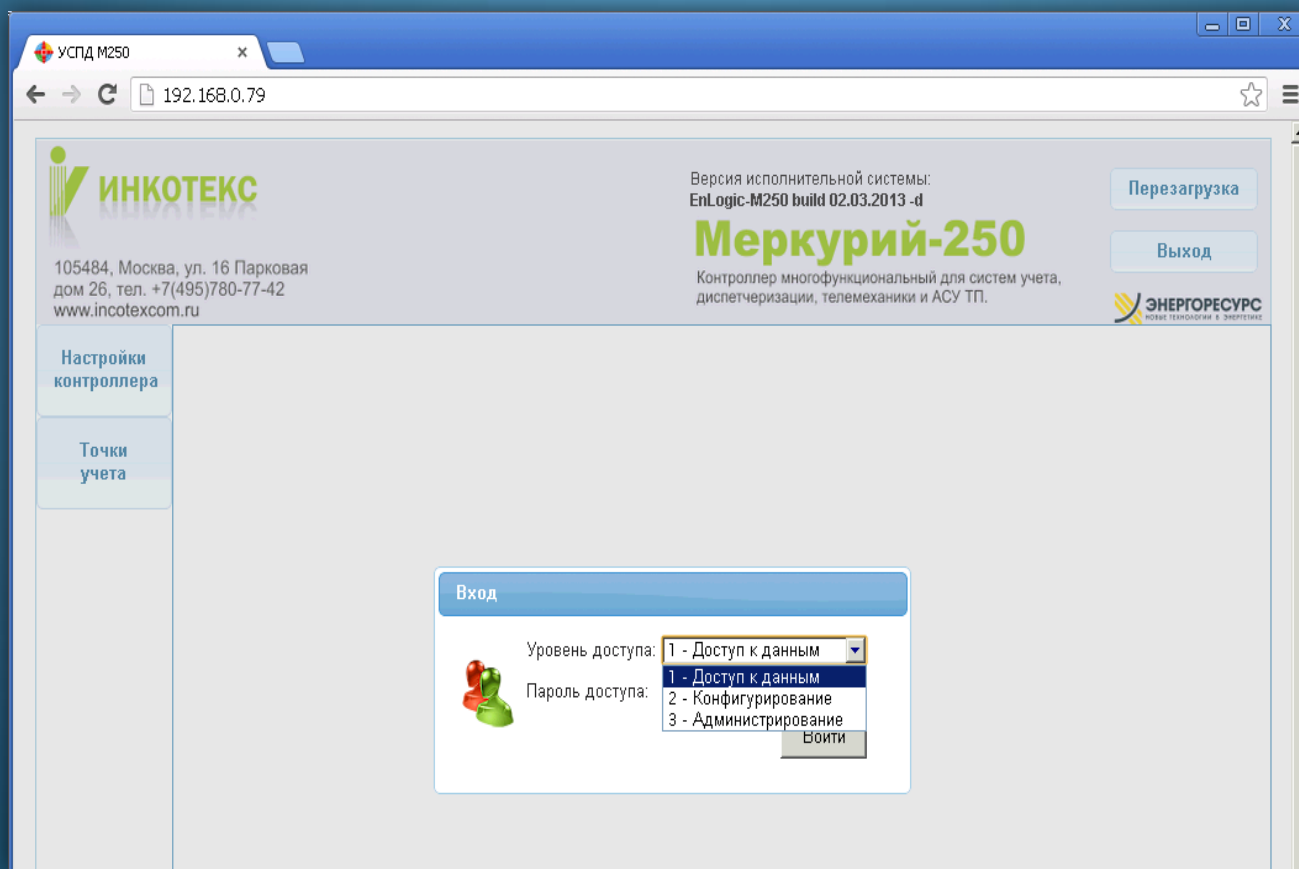 УСПД М250
192.168.0.79
ИНКОТЕКС
105484, Москва, ул. 16 Парковая
дом 26, тел. +7(495)780-77-42
www.incotexcom.ru
Версия исполнительной системы:
EnLogic-M250 build 02.03.2013 -d
Меркурий-250
Контроллер многофункциональный для систем учета,
диспетчеризации, телемеханики и АСУ ТП.
Перезагрузка
Выход
ЭНЕРГОРЕСУРС
НОВЫЕ ТЕХНОЛОГИИ В ЭНЕРГЕТИКЕ
Настройки
контроллера
Точки
учета
Вход
Уровень доступа: 1 - Доступ к данным
1 - Доступ к данным
Пароль доступа:
2 - Конфигурирование
3 - Администрирование
Войти